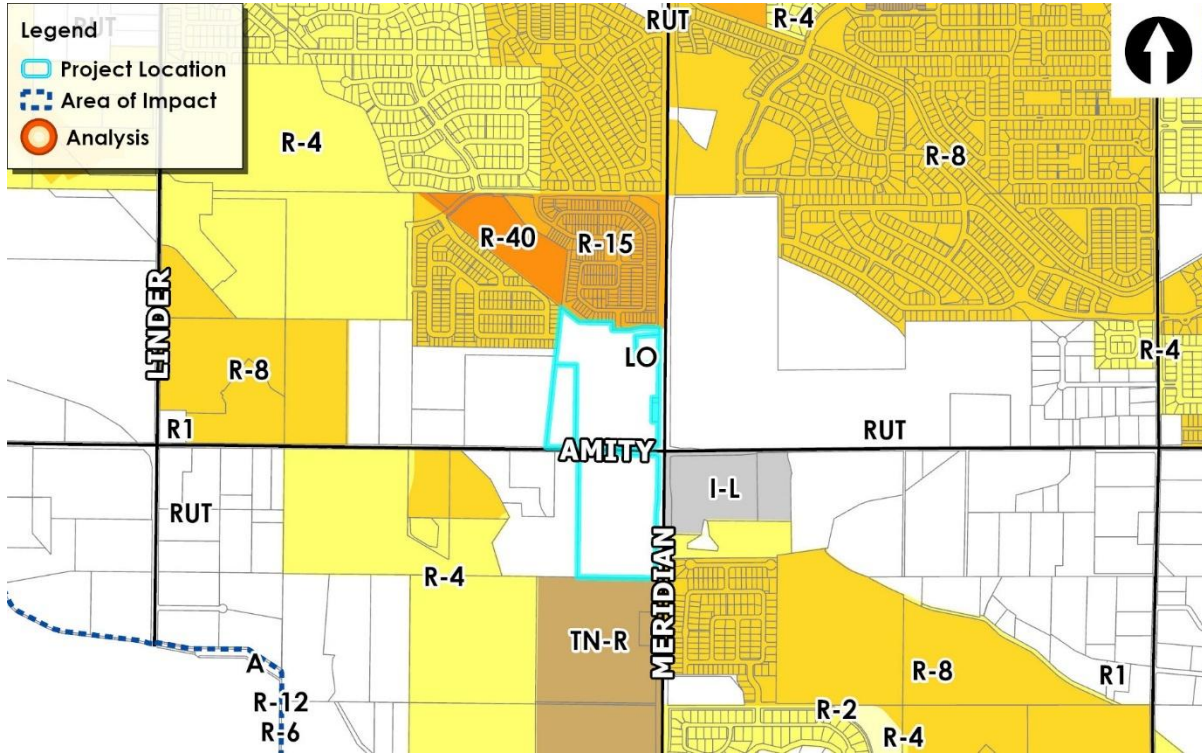 Legend
RUT
Project Location
Area of Impact
Analysis
RUT
R-4
R-4
R-8
R-40
R-15
LINDER
LO
R-4
R-8
R1
AMITY
RUT
I-L
RUT
R-4
MERIDIAN
TN-R
A
R-8
R1
R-12
R-2
R-6
R-4